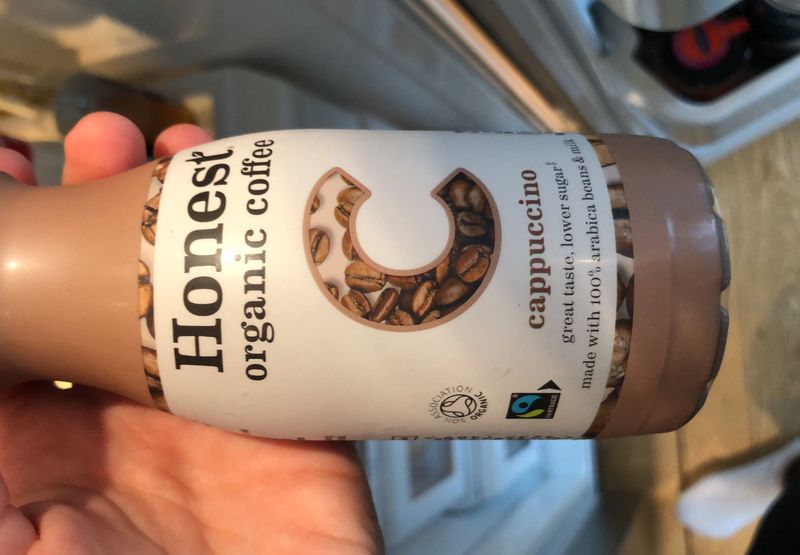 Honest
organic coffee
C
cappuccino
great taste, lower sugar‡
made with 100% arabica beans & milk
SOIL ASSOCIATION
ORGANIC
FAIRTRADE